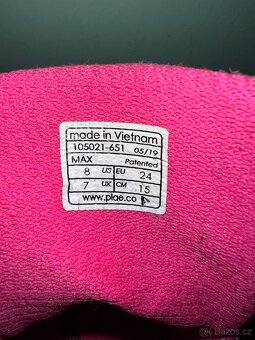 made in Vietnam
105021-651 05/19
MAX Patented
8 US EU 24
7 UK CM 15
www.plae.co
Bazos.cz